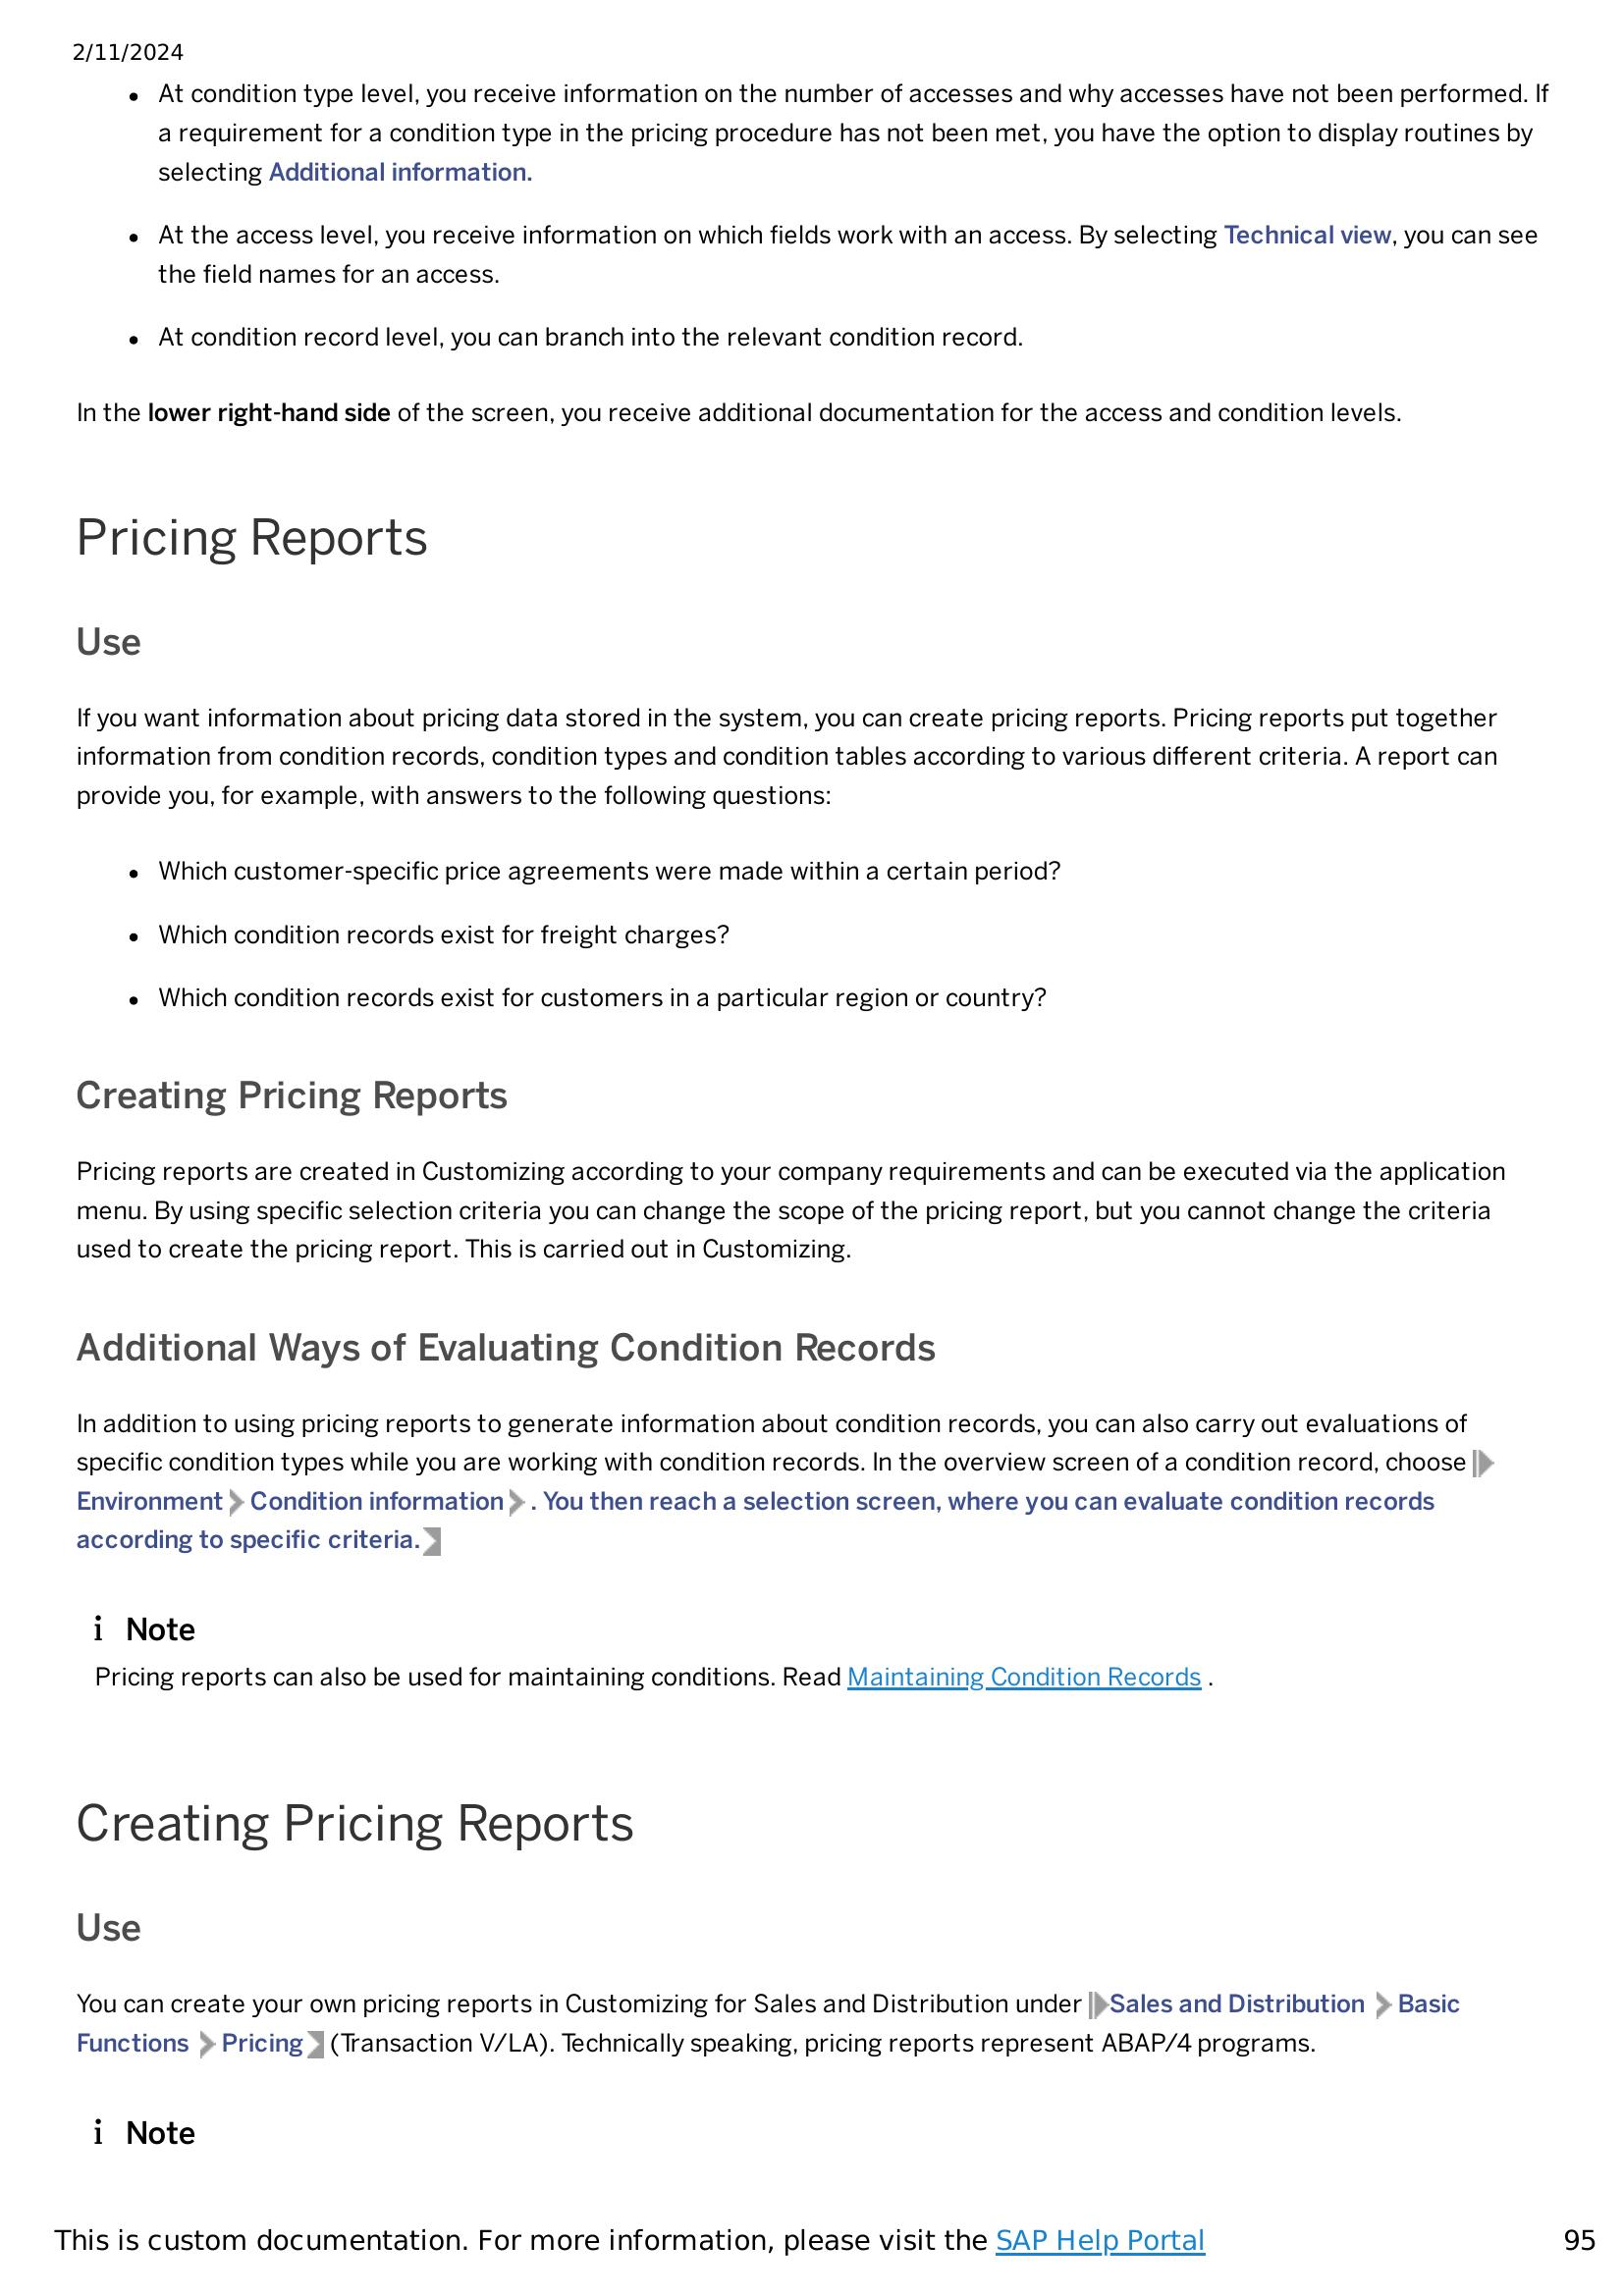 2/11/2024
• At condition type level, you receive information on the number of accesses and why accesses have not been performed. If
a requirement for a condition type in the pricing procedure has not been met, you have the option to display routines by
selecting Additional information.
• At the access level, you receive information on which fields work with an access. By selecting Technical view, you can see
the field names for an access.
• At condition record level, you can branch into the relevant condition record.
In the lower right-hand side of the screen, you receive additional documentation for the access and condition levels.
Pricing Reports
Use
If you want information about pricing data stored in the system, you can create pricing reports. Pricing reports put together
information from condition records, condition types and condition tables according to various different criteria. A report can
provide you, for example, with answers to the following questions:
• Which customer-specific price agreements were made within a certain period?
• Which condition records exist for freight charges?
• Which condition records exist for customers in a particular region or country?
Creating Pricing Reports
Pricing reports are created in Customizing according to your company requirements and can be executed via the application
menu. By using specific selection criteria you can change the scope of the pricing report, but you cannot change the criteria
used to create the pricing report. This is carried out in Customizing.
Additional Ways of Evaluating Condition Records
In addition to using pricing reports to generate information about condition records, you can also carry out evaluations of
specific condition types while you are working with condition records. In the overview screen of a condition record, choose
Environment Condition information . You then reach a selection screen, where you can evaluate condition records
according to specific criteria.
i Note
Pricing reports can also be used for maintaining conditions. Read Maintaining Condition Records .
Creating Pricing Reports
Use
You can create your own pricing reports in Customizing for Sales and Distribution under Sales and Distribution Basic
Functions Pricing (Transaction V/LA). Technically speaking, pricing reports represent ABAP/4 programs.
i Note
This is custom documentation. For more information, please visit the SAP Help Portal 95